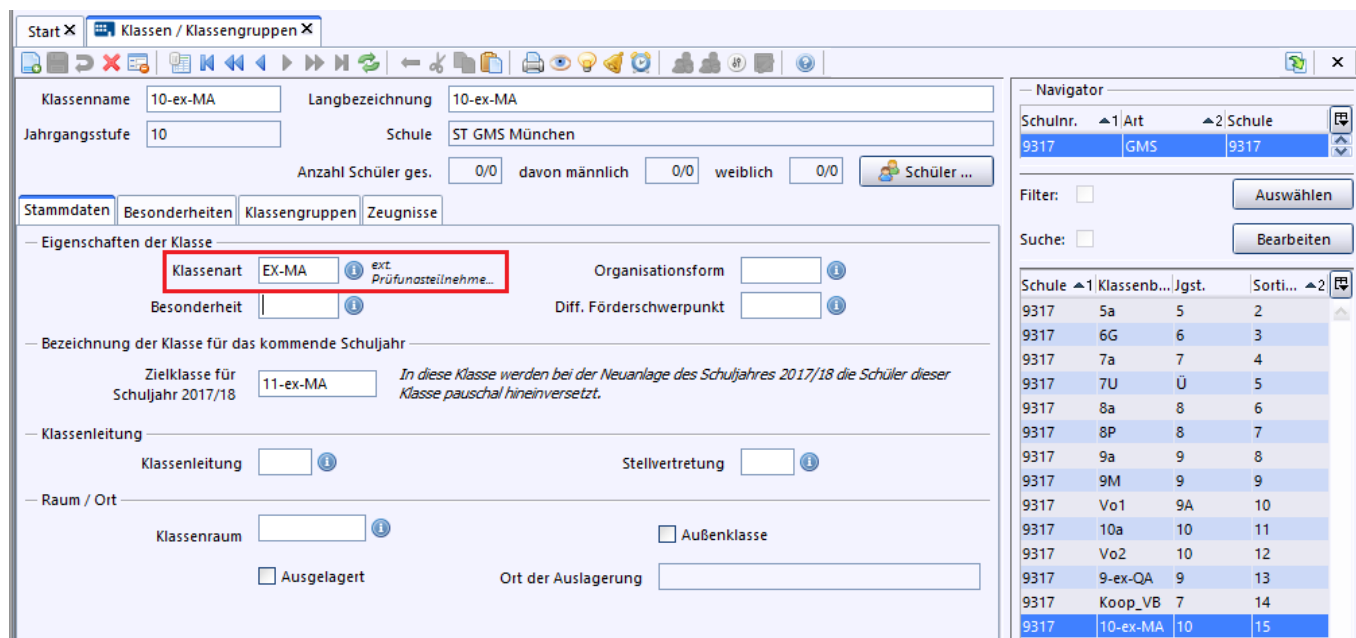 Start
Klassen / Klassengruppen
Klassenname 10-ex-MA Langbezeichnung 10-ex-MA
Jahrgangsstufe 10 Schule ST GMS München
Anzahl Schüler ges. 0/0 davon männlich 0/0 weiblich 0/0 Schüler ...
Stammdaten Besonderheiten Klassengruppen Zeugnisse
Eigenschaften der Klasse
Klassenart EX-MA ext. Prüfungsteilnehme... Organisationsform
Besonderheit Diff. Förderschwerpunkt
Bezeichnung der Klasse für das kommende Schuljahr
Zielklasse für
Schuljahr 2017/18
11-ex-MA
In diese Klasse werden bei der Neuanlage des Schuljahres 2017/18 die Schüler dieser
Klasse pauschal hineinversetzt.
Klassenleitung
Klassenleitung Stellvertretung
Raum / Ort
Klassenraum Außenklasse
Ausgelagert Ort der Auslagerung
Navigator
Schulnr. 1 Art 2 Schule
9317 GMS 9317
Filter: Auswählen
Suche: Bearbeiten
Schule 1 Klassenb... Jgst. Sorti... 2
9317 5a 5 2
9317 6G 6 3
9317 7a 7 4
9317 7U Ü 5
9317 8a 8 6
9317 8P 8 7
9317 9a 9 8
9317 9M 9 9
9317 Vo1 9A 10
9317 10a 10 11
9317 Vo2 10 12
9317 9-ex-QA 9 13
9317 Koop_VB 7 14
9317 10-ex-MA 10 15